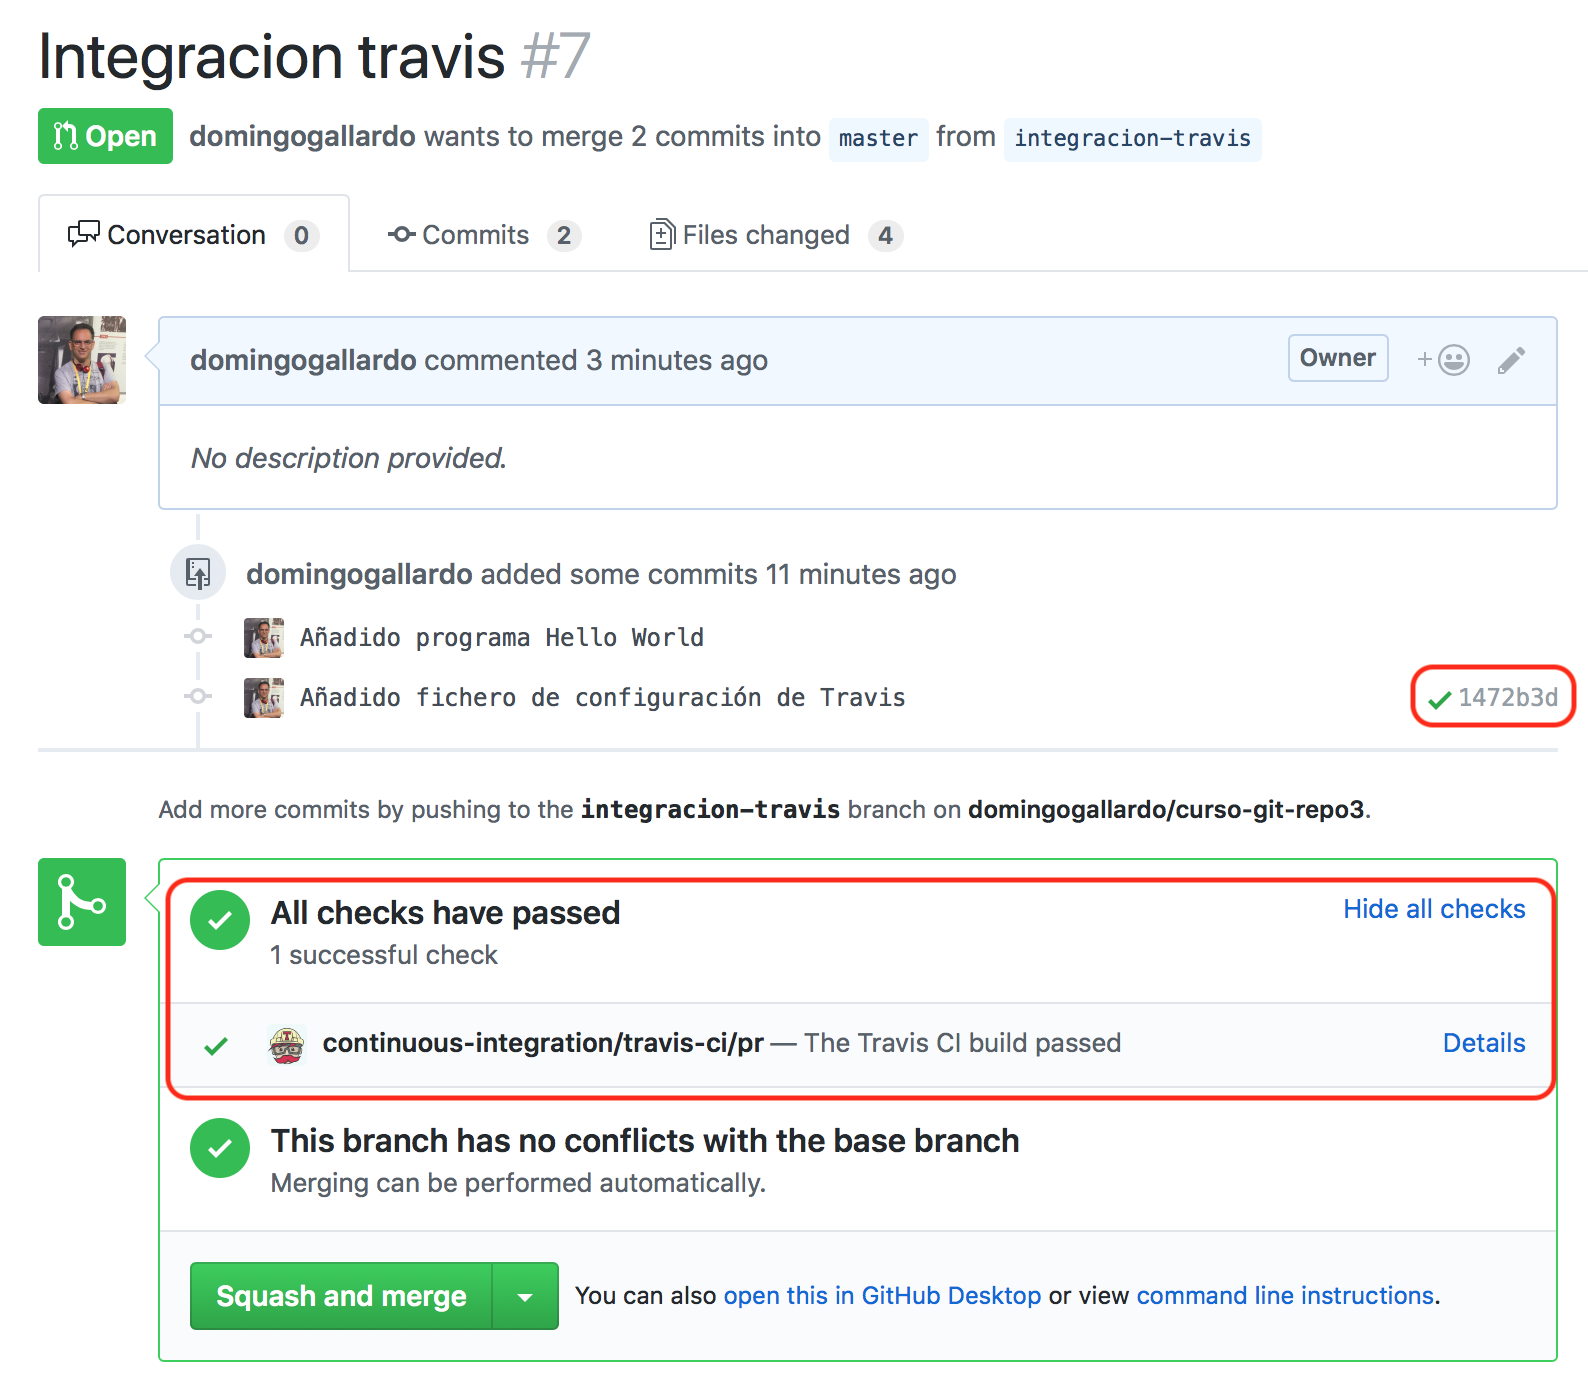 Integracion travis #7
Open domingogallardo wants to merge 2 commits into master from integracion-travis
Conversation 0 Commits 2 Files changed 4
domingogallardo commented 3 minutes ago Owner
No description provided.
domingogallardo added some commits 11 minutes ago
Añadido programa Hello World
Añadido fichero de configuración de Travis 1472b3d
Add more commits by pushing to the integracion-travis branch on domingogallardo/curso-git-repo3.
All checks have passed Hide all checks
1 successful check
continuous-integration/travis-ci/pr — The Travis CI build passed Details
This branch has no conflicts with the base branch
Merging can be performed automatically.
Squash and merge You can also open this in GitHub Desktop or view command line instructions.